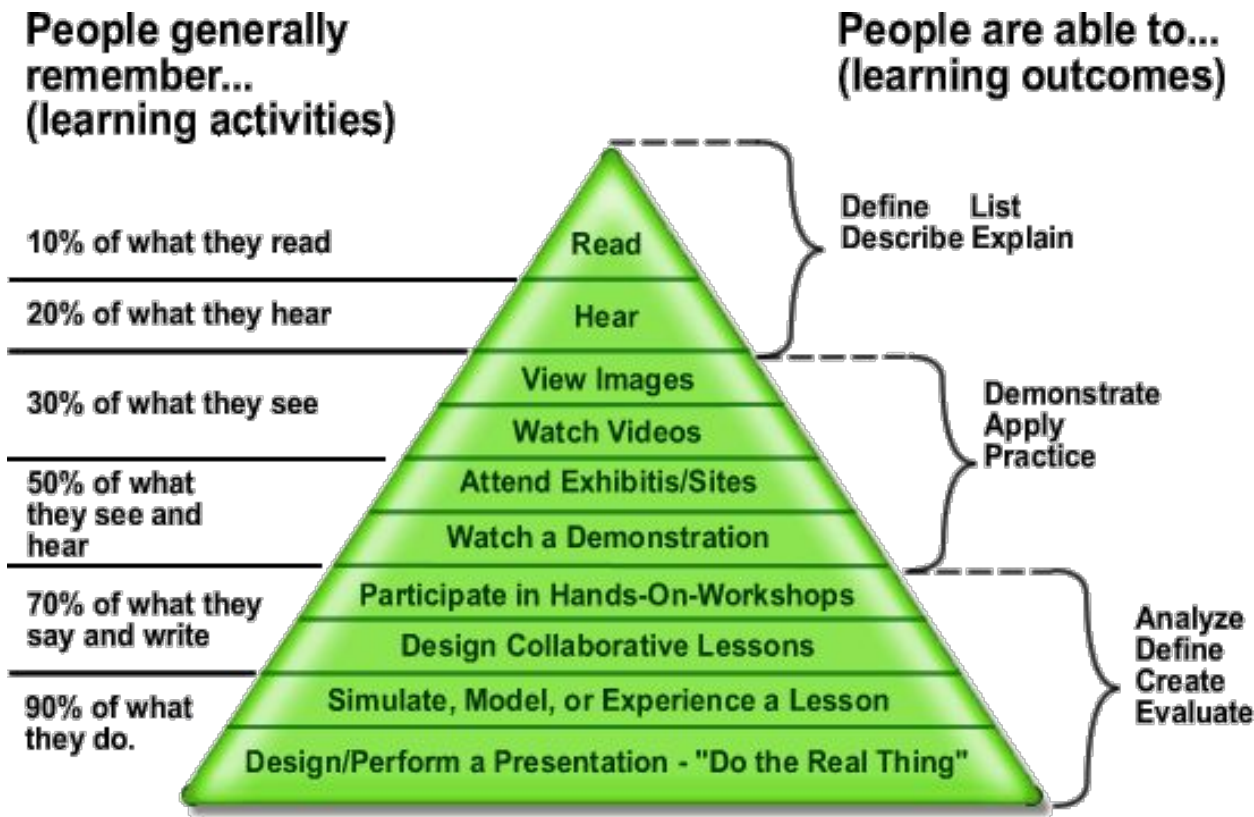 People generally
remember...
(learning activities)
People are able to...
(learning outcomes)
10% of what they read
20% of what they hear
30% of what they see
50% of what
they see and
hear
70% of what they
say and write
90% of what
they do.
Read
Hear
View Images
Watch Videos
Attend Exhibitis/Sites
Watch a Demonstration
Participate in Hands-On-Workshops
Design Collaborative Lessons
Simulate, Model, or Experience a Lesson
Design/Perform a Presentation - "Do the Real Thing"
Define List
Describe Explain
Demonstrate
Apply
Practice
Analyze
Define
Create
Evaluate